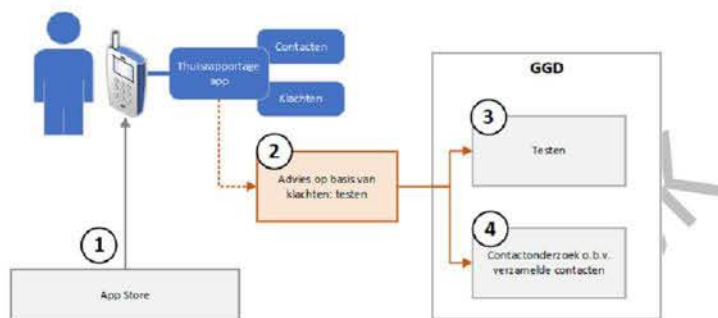 Contacten
Thuisrapportage
app
Klachten
GGD
3
Testen
2
Advies op basis van
klachten: testen
4
Contactonderzoek o.b.v.
verzamelde contacten
1
App Store